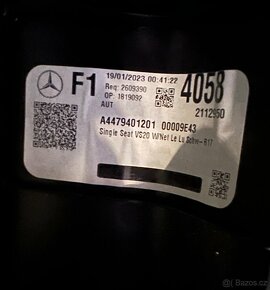 F1
19/01/2023 00:41:22
Req: 2609390
OP: 1819092
AUT
4058
2112950
A4479401201 00009E43
Single Seat VS20 W/Net Le Lu Schw- R17
Bazos.cz